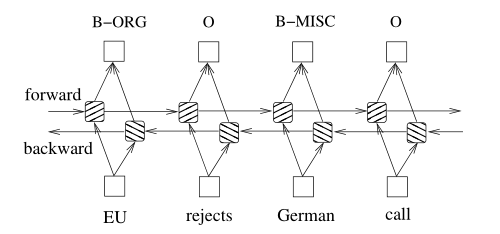 B-ORG O B-MISC O
forward
backward
EU rejects German call